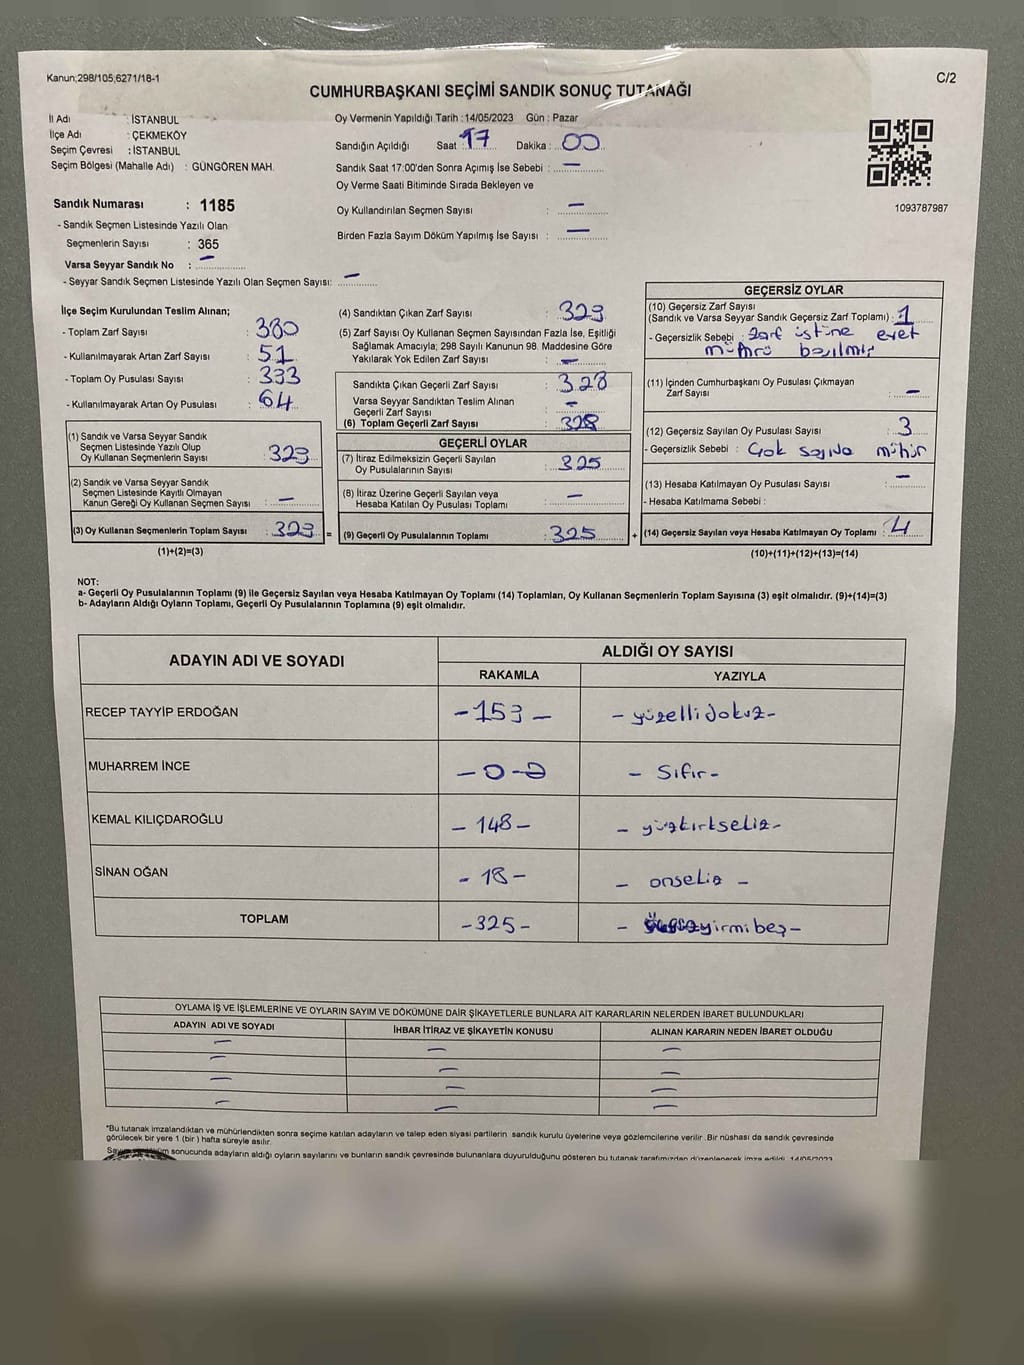 Kanun;298/105;6271/18-1
C/2
CUMHURBAŞKANI SEÇİMİ SANDIK SONUÇ TUTANAĞI
İl Adı : İSTANBUL
İlçe Adı : ÇEKMEKÖY
Seçim Çevresi : İSTANBUL
Seçim Bölgesi (Mahalle Adı) : GÜNGÖREN MAH.
Oy Vermenin Yapıldığı Tarih :14/05/2023 Gün : Pazar
Sandığın Açıldığı Saat : 17 Dakika : 00
Sandık Saat 17:00'den Sonra Açımış İse Sebebi : —
Oy Verme Saati Bitiminde Sırada Bekleyen ve
Oy Kullandırılan Seçmen Sayısı : —
Birden Fazla Sayım Döküm Yapılmış İse Sayısı : —
1093787987
Sandık Numarası : 1185
- Sandık Seçmen Listesinde Yazılı Olan
Seçmenlerin Sayısı : 365
Varsa Seyyar Sandık No : —
- Seyyar Sandık Seçmen Listesinde Yazılı Olan Seçmen Sayısı: —
İlçe Seçim Kurulundan Teslim Alınan;
- Toplam Zarf Sayısı : 380
- Kullanılmayarak Artan Zarf Sayısı : 51
- Toplam Oy Pusulası Sayısı : 393
- Kullanılmayarak Artan Oy Pusulası : 64
(1) Sandık ve Varsa Seyyar Sandık
Seçmen Listesinde Yazılı Olup
Oy Kullanan Seçmenlerin Sayısı : 329
(2) Sandık ve Varsa Seyyar Sandık
Seçmen Listesinde Kayıtlı Olmayan
Kanun Gereği Oy Kullanan Seçmen Sayısı : —
(3) Oy Kullanan Seçmenlerin Toplam Sayısı : 329 =
(1)+(2)=(3)
(4) Sandıktan Çıkan Zarf Sayısı : 329
(5) Zarf Sayısı Oy Kullanan Seçmen Sayısından Fazla İse, Eşitliği
Sağlamak Amacıyla; 298 Sayılı Kanunun 98. Maddesine Göre
Yakılarak Yok Edilen Zarf Sayısı : —
Sandıkta Çıkan Geçerli Zarf Sayısı : 328
Varsa Seyyar Sandıktan Teslim Alınan
Geçerli Zarf Sayısı : —
(6) Toplam Geçerli Zarf Sayısı : 328
GEÇERLİ OYLAR
(7) İtiraz Edilmeksizin Geçerli Sayılan
Oy Pusulalarının Sayısı : 325
(8) İtiraz Üzerine Geçerli Sayılan veya
Hesaba Katılan Oy Pusulası Toplamı : —
(9) Geçerli Oy Pusulalarının Toplamı : 325 +
GEÇERSİZ OYLAR
(10) Geçersiz Zarf Sayısı
(Sandık ve Varsa Seyyar Sandık Geçersiz Zarf Toplamı) : 1
- Geçersizlik Sebebi : Zarf üstüne evet
mührü basılmış
(11) İçinden Cumhurbaşkanı Oy Pusulası Çıkmayan
Zarf Sayısı : —
(12) Geçersiz Sayılan Oy Pusulası Sayısı : 3
- Geçersizlik Sebebi : Çok sayıda mühür
(13) Hesaba Katılmayan Oy Pusulası Sayısı : —
- Hesaba Katılmama Sebebi :
(14) Geçersiz Sayılan veya Hesaba Katılmayan Oy Toplamı : 4
(10)+(11)+(12)+(13)=(14)
NOT:
a- Geçerli Oy Pusulalarının Toplamı (9) ile Geçersiz Sayılan veya Hesaba Katılmayan Oy Toplamı (14) Toplamları, Oy Kullanan Seçmenlerin Toplam Sayısına (3) eşit olmalıdır. (9)+(14)=(3)
b- Adayların Aldığı Oyların Toplamı, Geçerli Oy Pusulalarının Toplamına (9) eşit olmalıdır.
ADAYIN ADI VE SOYADI ALDIĞI OY SAYISI
RAKAMLA YAZIYLA
RECEP TAYYİP ERDOĞAN -159- -yüzellidokuz-
MUHARREM İNCE -0- - Sıfır-
KEMAL KILIÇDAROĞLU -148- - yüzkırksekiz-
SİNAN OĞAN -18- - onsekiz -
TOPLAM -325- - yirmibeş-
OYLAMA İŞ VE İŞLEMLERİNE VE OYLARIN SAYIM VE DÖKÜMÜNE DAİR ŞİKAYETLERLE BUNLARA AİT KARARLARIN NELERDEN İBARET BULUNDUKLARI
ADAYIN ADI VE SOYADI İHBAR İTİRAZ VE ŞİKAYETİN KONUSU ALINAN KARARIN NEDEN İBARET OLDUĞU
— — —
— — —
— — —
— — —
*Bu tutanak imzalandıktan ve mühürlendikten sonra seçime katılan adayların ve talep eden siyasi partilerin sandık kurulu üyelerine veya gözlemcilerine verilir .Bir nüshası da sandık çevresinde
görülecek bir yere 1 (bir ) hafta süreyle asılır.
sonucunda adayların aldığı oyların sayılarını ve bunların sandık çevresinde bulunanlara duyurulduğunu gösteren bu tutanak tarafımızdan düzenlenerek imza edildi. 14/05/2023